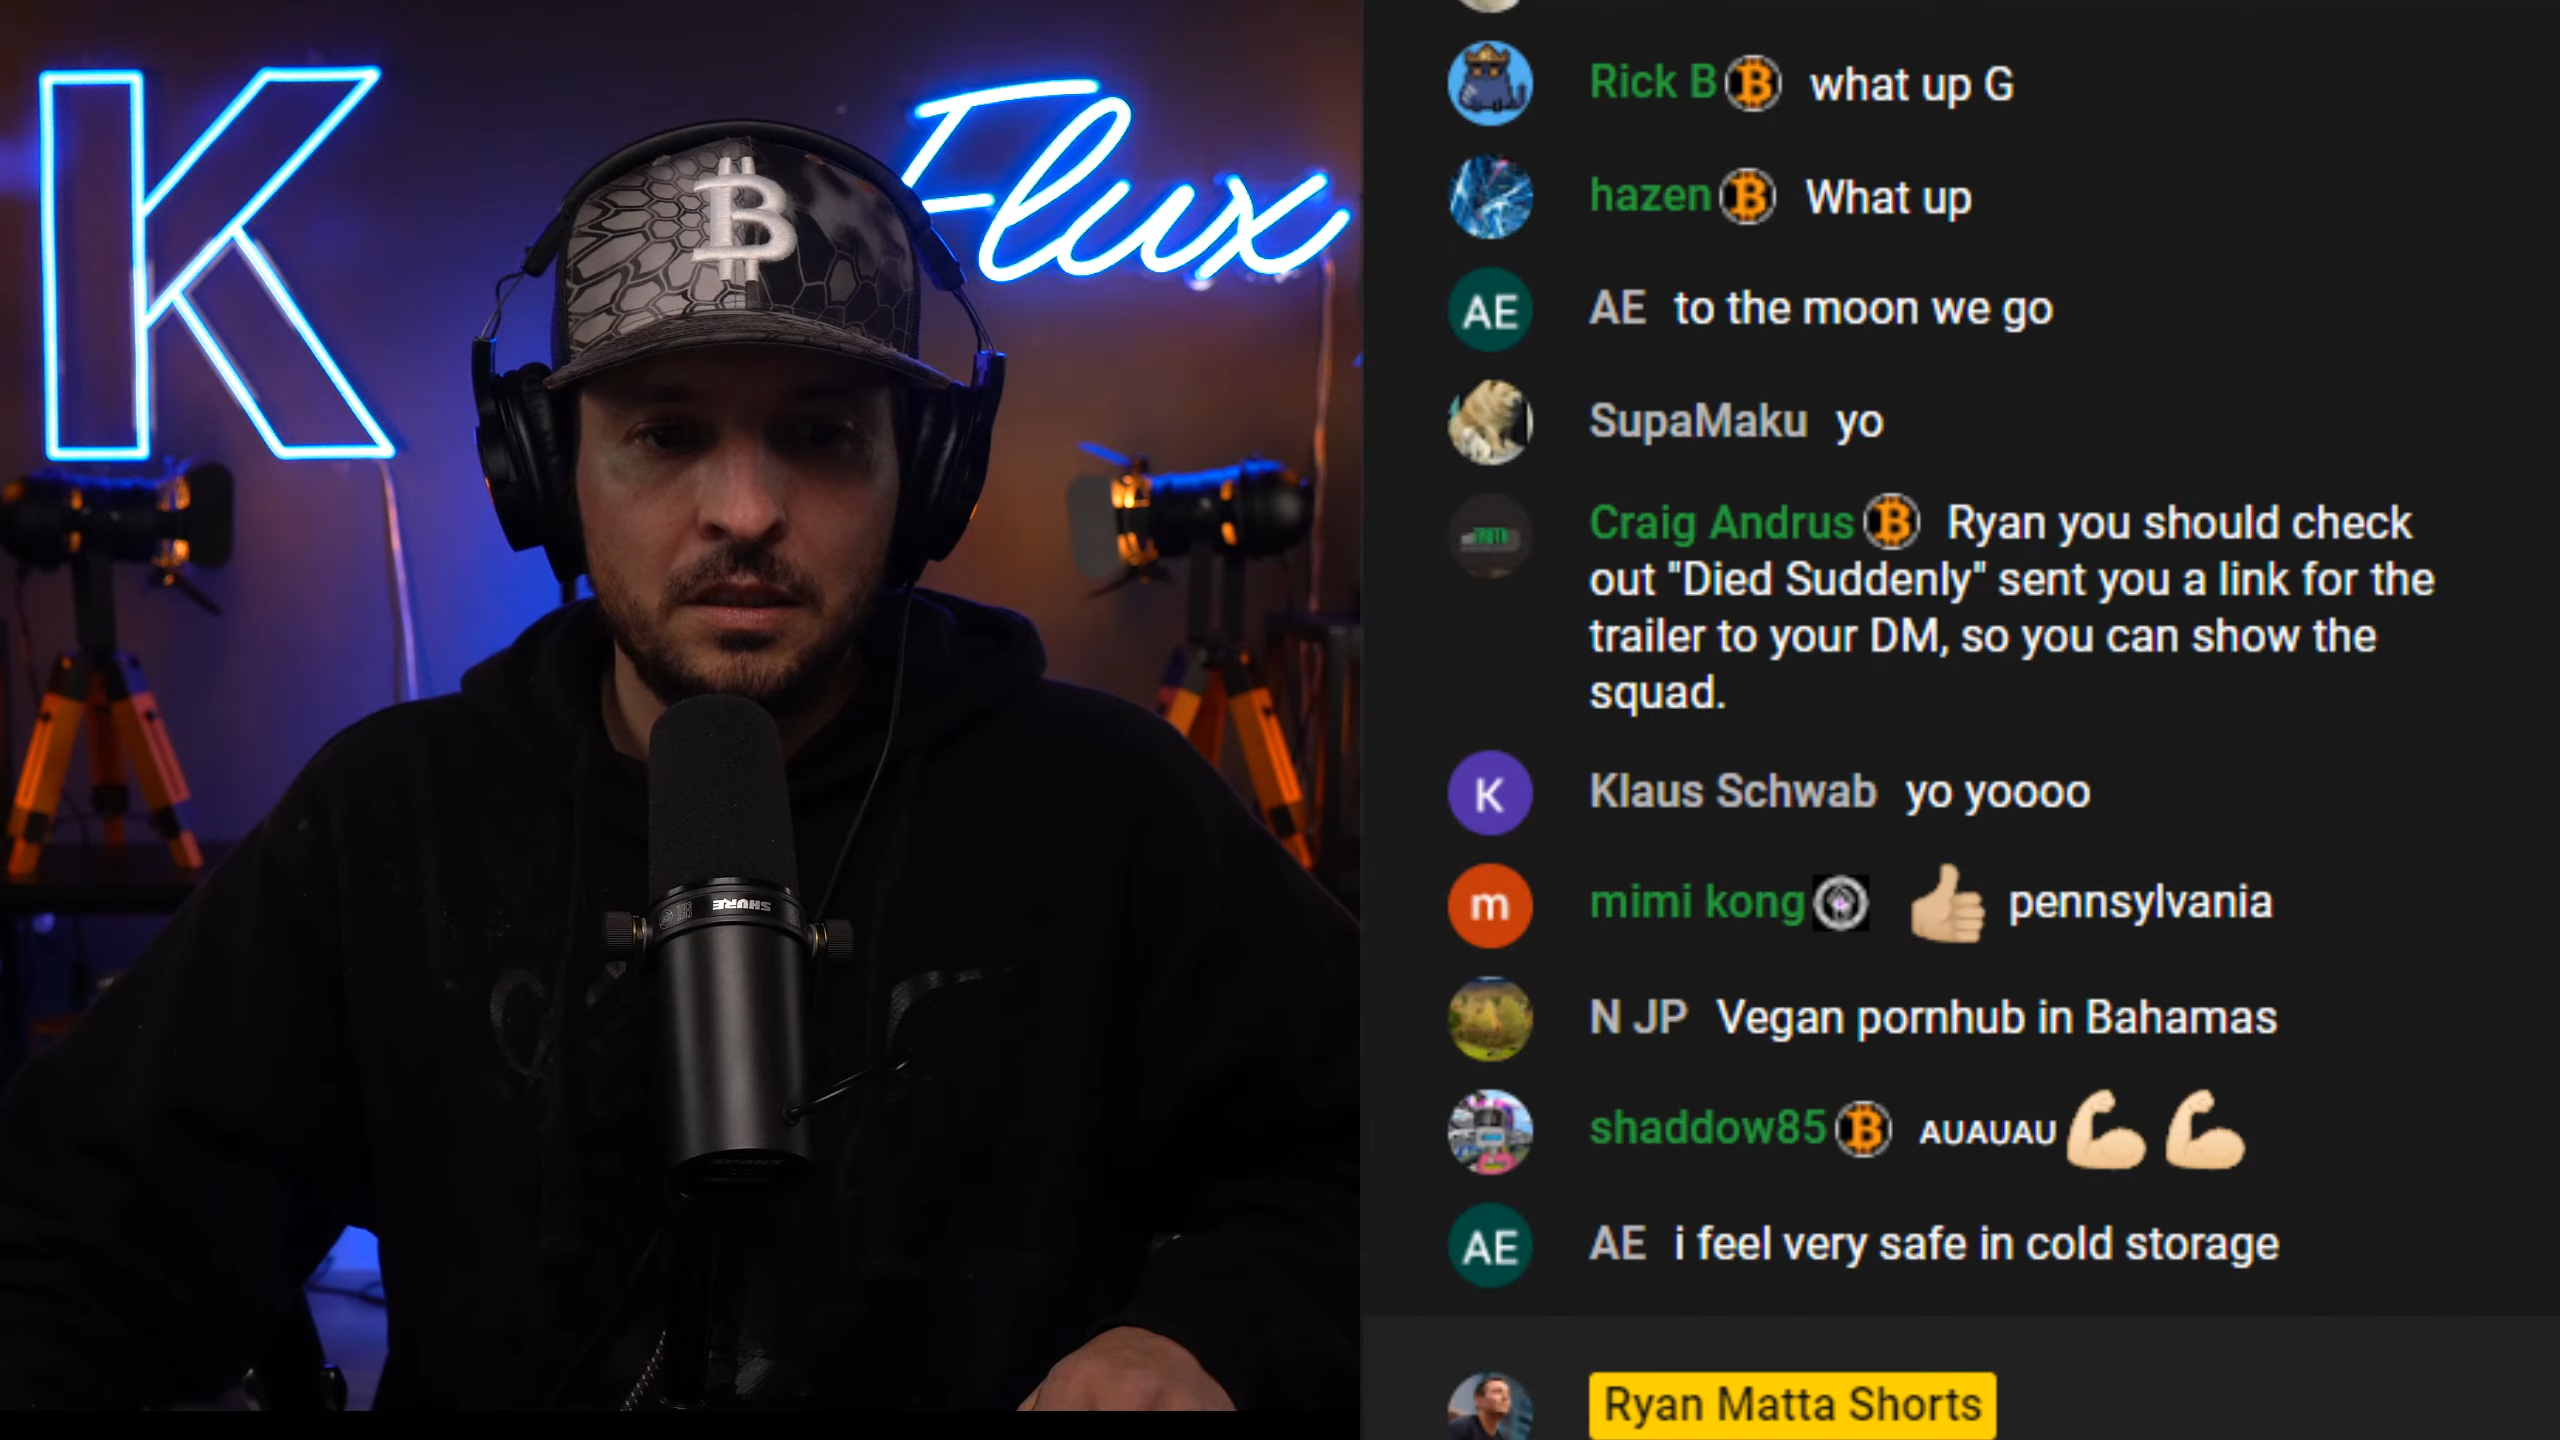 K
Flux
B
SHURE
Rick B what up G
hazen What up
AE
AE to the moon we go
SupaMaku yo
Craig Andrus Ryan you should check
out "Died Suddenly" sent you a link for the
trailer to your DM, so you can show the
squad.
K
Klaus Schwab yo yoooo
m
mimi kong 👍🏼 pennsylvania
N JP Vegan pornhub in Bahamas
shaddow85 ᴀᴜᴀᴜᴀᴜ💪🏼💪🏼
AE
AE i feel very safe in cold storage
Ryan Matta Shorts